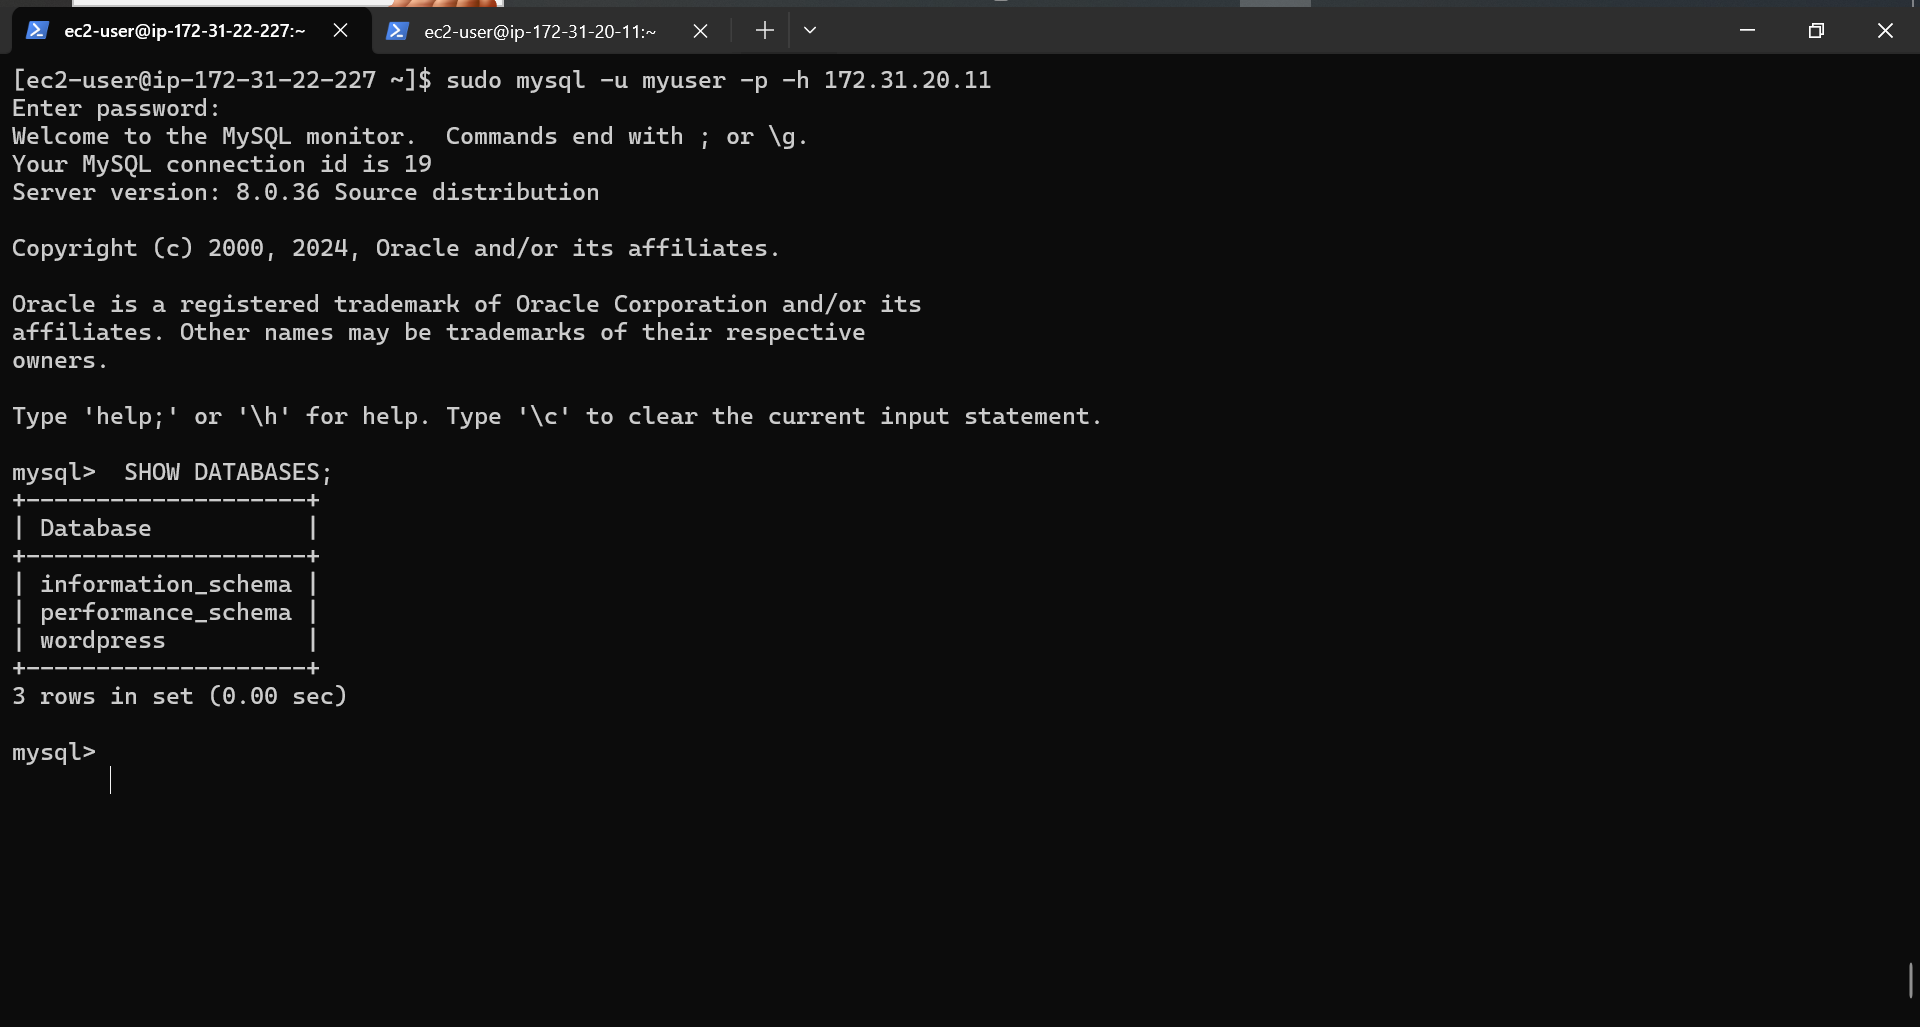 ec2-user@ip-172-31-22-227:~ ec2-user@ip-172-31-20-11:~
[ec2-user@ip-172-31-22-227 ~]$ sudo mysql -u myuser -p -h 172.31.20.11
Enter password:
Welcome to the MySQL monitor.  Commands end with ; or \g.
Your MySQL connection id is 19
Server version: 8.0.36 Source distribution

Copyright (c) 2000, 2024, Oracle and/or its affiliates.

Oracle is a registered trademark of Oracle Corporation and/or its
affiliates. Other names may be trademarks of their respective
owners.

Type 'help;' or '\h' for help. Type '\c' to clear the current input statement.

mysql>  SHOW DATABASES;
+--------------------+
| Database           |
+--------------------+
| information_schema |
| performance_schema |
| wordpress          |
+--------------------+
3 rows in set (0.00 sec)

mysql>